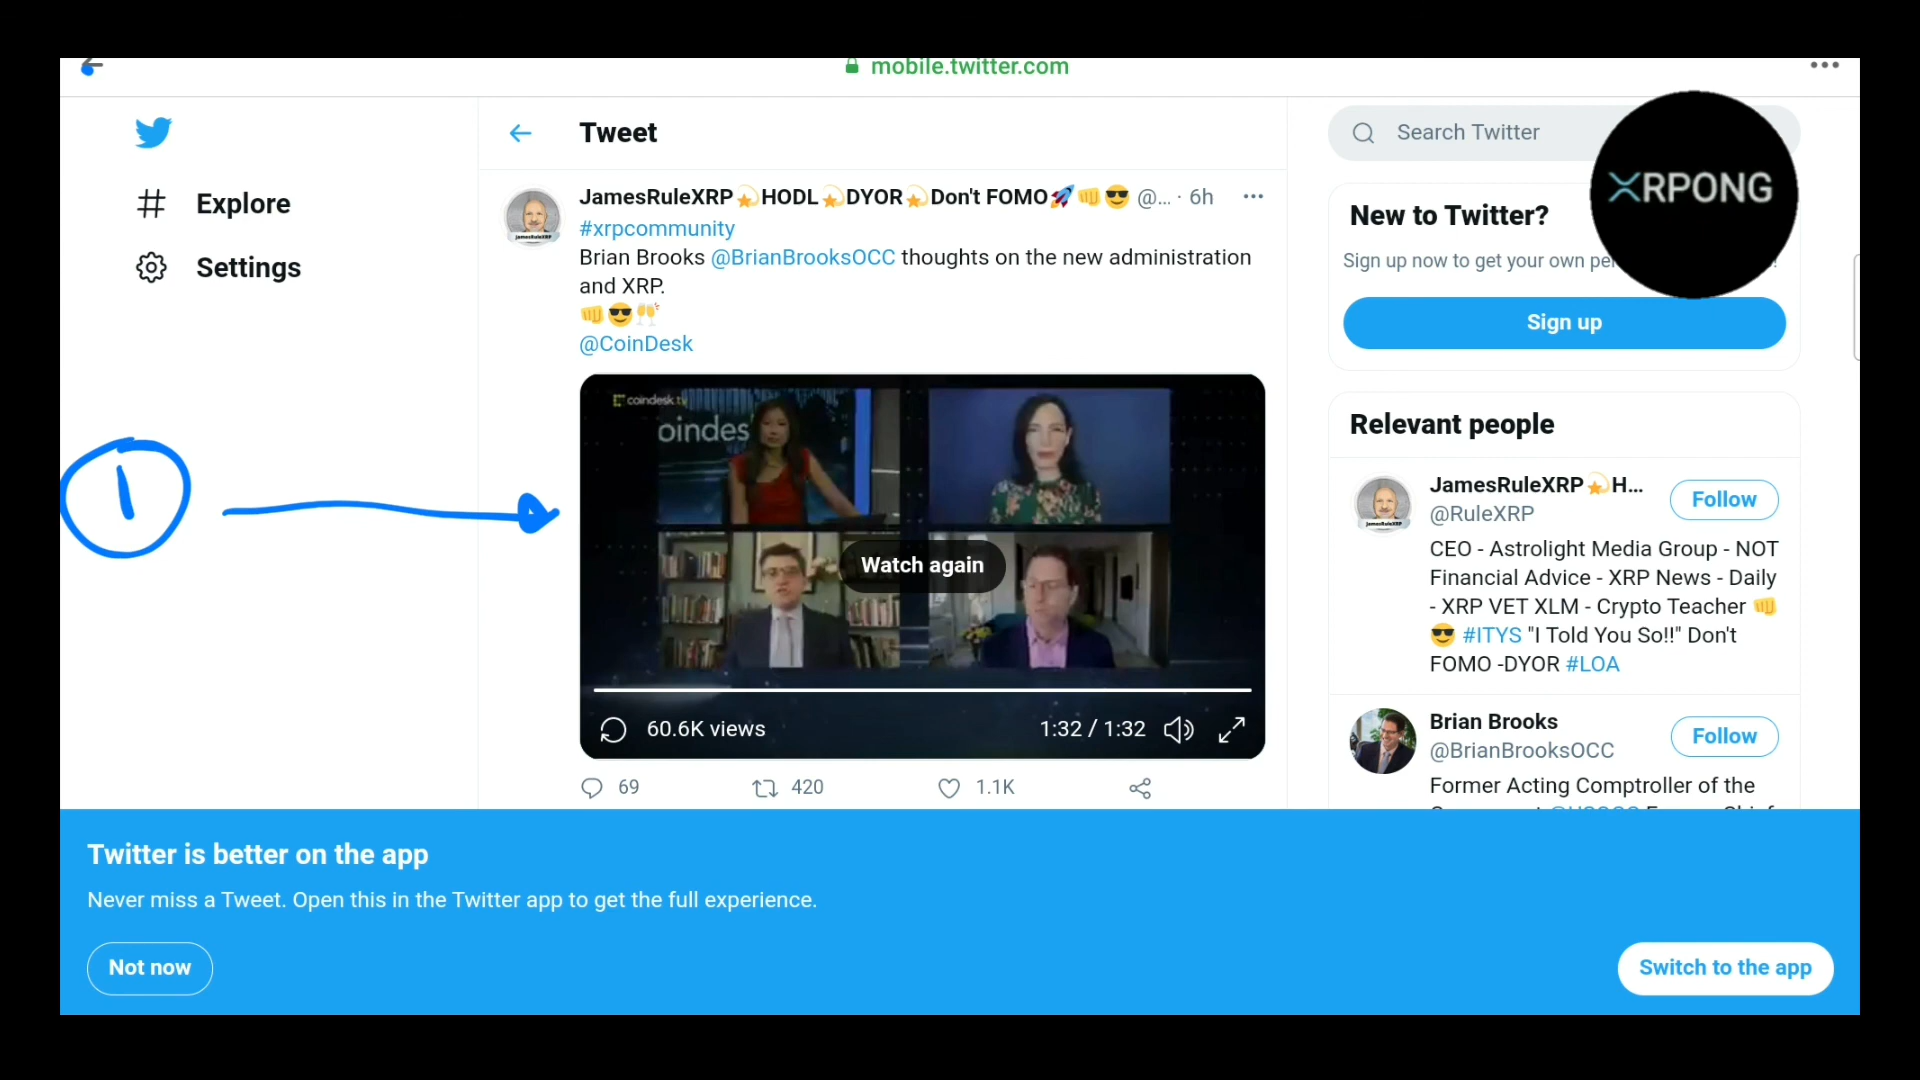 mobile.twitter.com
Explore
Settings
Tweet
JamesRuleXRP💫HODL💫DYOR💫Don't FOMO🚀👊😎 @... · 6h
#xrpcommunity
Brian Brooks @BrianBrooksOCC thoughts on the new administration
and XRP.
👊😎🥂
@CoinDesk
coindesk tv
oindes
Watch again
60.6K views
1:32 / 1:32
69
420
1.1K
1
Search Twitter
XRPONG
New to Twitter?
Sign up now to get your own
Sign up
Relevant people
JamesRuleXRP💫H...
@RuleXRP
Follow
CEO - Astrolight Media Group - NOT
Financial Advice - XRP News - Daily
- XRP VET XLM - Crypto Teacher 👊
😎 #ITYS "I Told You So!!" Don't
FOMO -DYOR #LOA
Brian Brooks
@BrianBrooksOCC
Follow
Former Acting Comptroller of the
Twitter is better on the app
Never miss a Tweet. Open this in the Twitter app to get the full experience.
Not now
Switch to the app